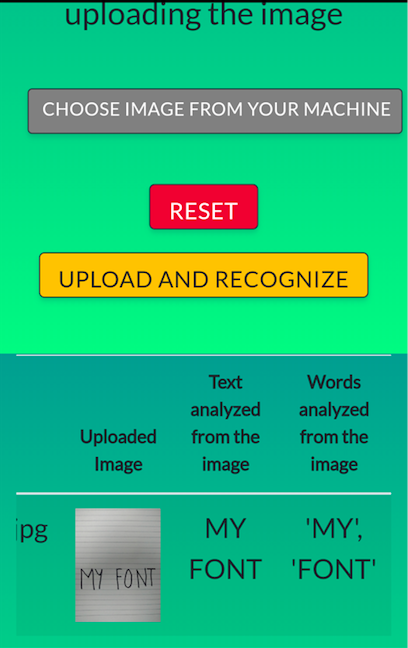 uploading the image
CHOOSE IMAGE FROM YOUR MACHINE
RESET
UPLOAD AND RECOGNIZE
Uploaded Image
Text analyzed from the image
Words analyzed from the image
jpg
MY FONT
MY
FONT
'MY',
'FONT'